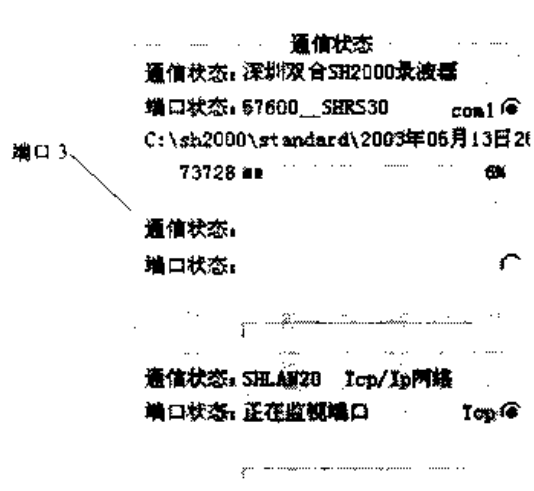 通信状态
通信状态:深圳双合SH2000录波器
端口状态:57600__SHRS30 com1
C:\sh2000\standard\2003年05月13日
端口 3
73728 6%
通信状态:
端口状态:
通信状态:SHLAN20 Tcp/Ip网络
端口状态:正在监视端口 Tcp